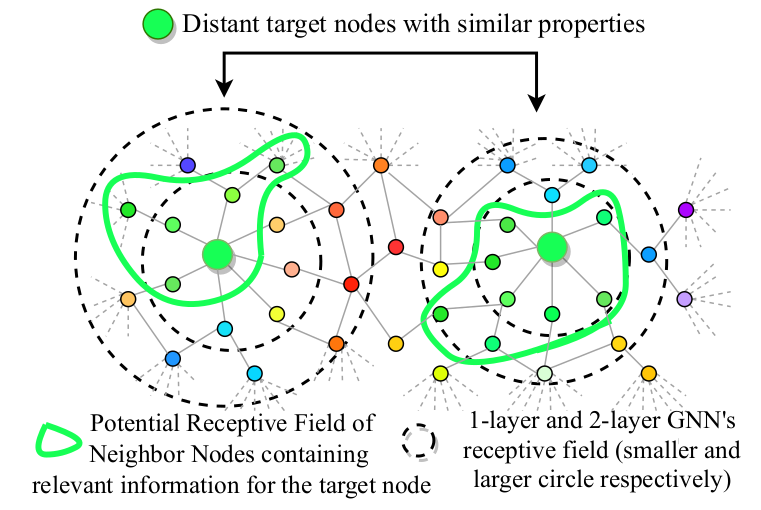 Distant target nodes with similar properties
Potential Receptive Field of
Neighbor Nodes containing
relevant information for the target node
1-layer and 2-layer GNN's
receptive field (smaller and
larger circle respectively)